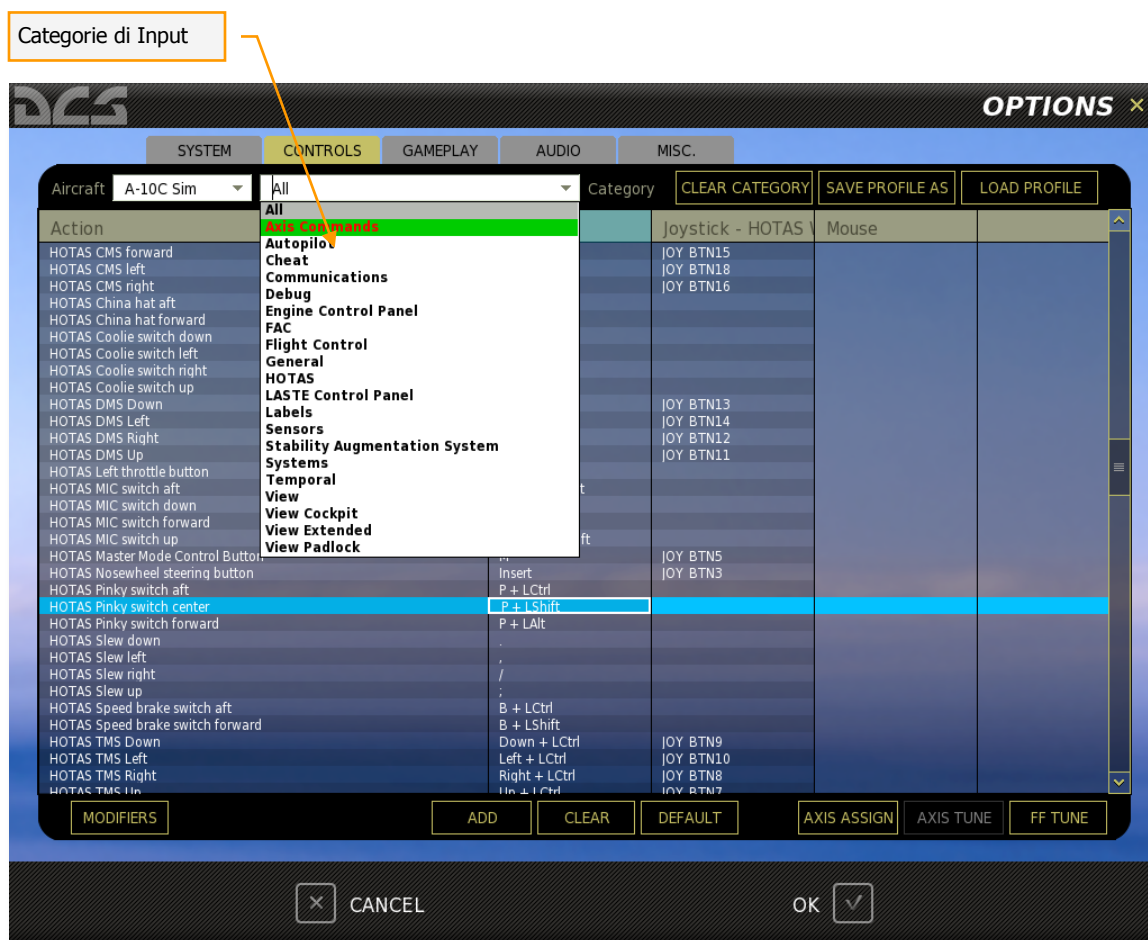 Categorie di Input
DCS
OPTIONS
SYSTEM CONTROLS GAMEPLAY AUDIO MISC.
Aircraft A-10C Sim All Category CLEAR CATEGORY SAVE PROFILE AS LOAD PROFILE
All
Axis Commands
Autopilot
Cheat
Communications
Debug
Engine Control Panel
FAC
Flight Control
General
HOTAS
LASTE Control Panel
Labels
Sensors
Stability Augmentation System
Systems
Temporal
View
View Cockpit
View Extended
View Padlock
Action Joystick - HOTAS Mouse
HOTAS CMS forward JOY BTN15
HOTAS CMS left JOY BTN18
HOTAS CMS right JOY BTN16
HOTAS China hat aft
HOTAS China hat forward
HOTAS Coolie switch down
HOTAS Coolie switch left
HOTAS Coolie switch right
HOTAS Coolie switch up
HOTAS DMS Down JOY BTN13
HOTAS DMS Left JOY BTN14
HOTAS DMS Right JOY BTN12
HOTAS DMS Up JOY BTN11
HOTAS Left throttle button
HOTAS MIC switch aft t
HOTAS MIC switch down
HOTAS MIC switch forward
HOTAS MIC switch up ft
HOTAS Master Mode Control Button M JOY BTN5
HOTAS Nosewheel steering button Insert JOY BTN3
HOTAS Pinky switch aft P + LCtrl
HOTAS Pinky switch center P + LShift
HOTAS Pinky switch forward P + LAlt
HOTAS Slew down .
HOTAS Slew left ,
HOTAS Slew right /
HOTAS Slew up ;
HOTAS Speed brake switch aft B + LCtrl
HOTAS Speed brake switch forward B + LShift
HOTAS TMS Down Down + LCtrl JOY BTN9
HOTAS TMS Left Left + LCtrl JOY BTN10
HOTAS TMS Right Right + LCtrl JOY BTN8
HOTAS TMS Up Up + LCtrl JOY BTN7
MODIFIERS ADD CLEAR DEFAULT AXIS ASSIGN AXIS TUNE FF TUNE
CANCEL OK